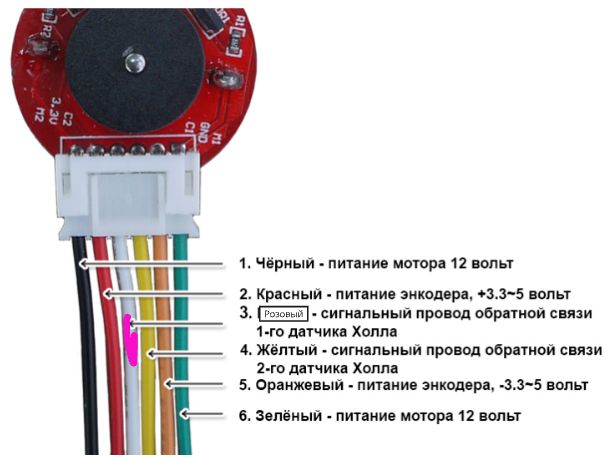 R2
R1
M2
3.3V
C2
C1
GND
M1
1. Чёрный - питание мотора 12 вольт
2. Красный - питание энкодера, +3.3~5 вольт
3. Розовый - сигнальный провод обратной связи
1-го датчика Холла
4. Жёлтый - сигнальный провод обратной связи
2-го датчика Холла
5. Оранжевый - питание энкодера, -3.3~5 вольт
6. Зелёный - питание мотора 12 вольт